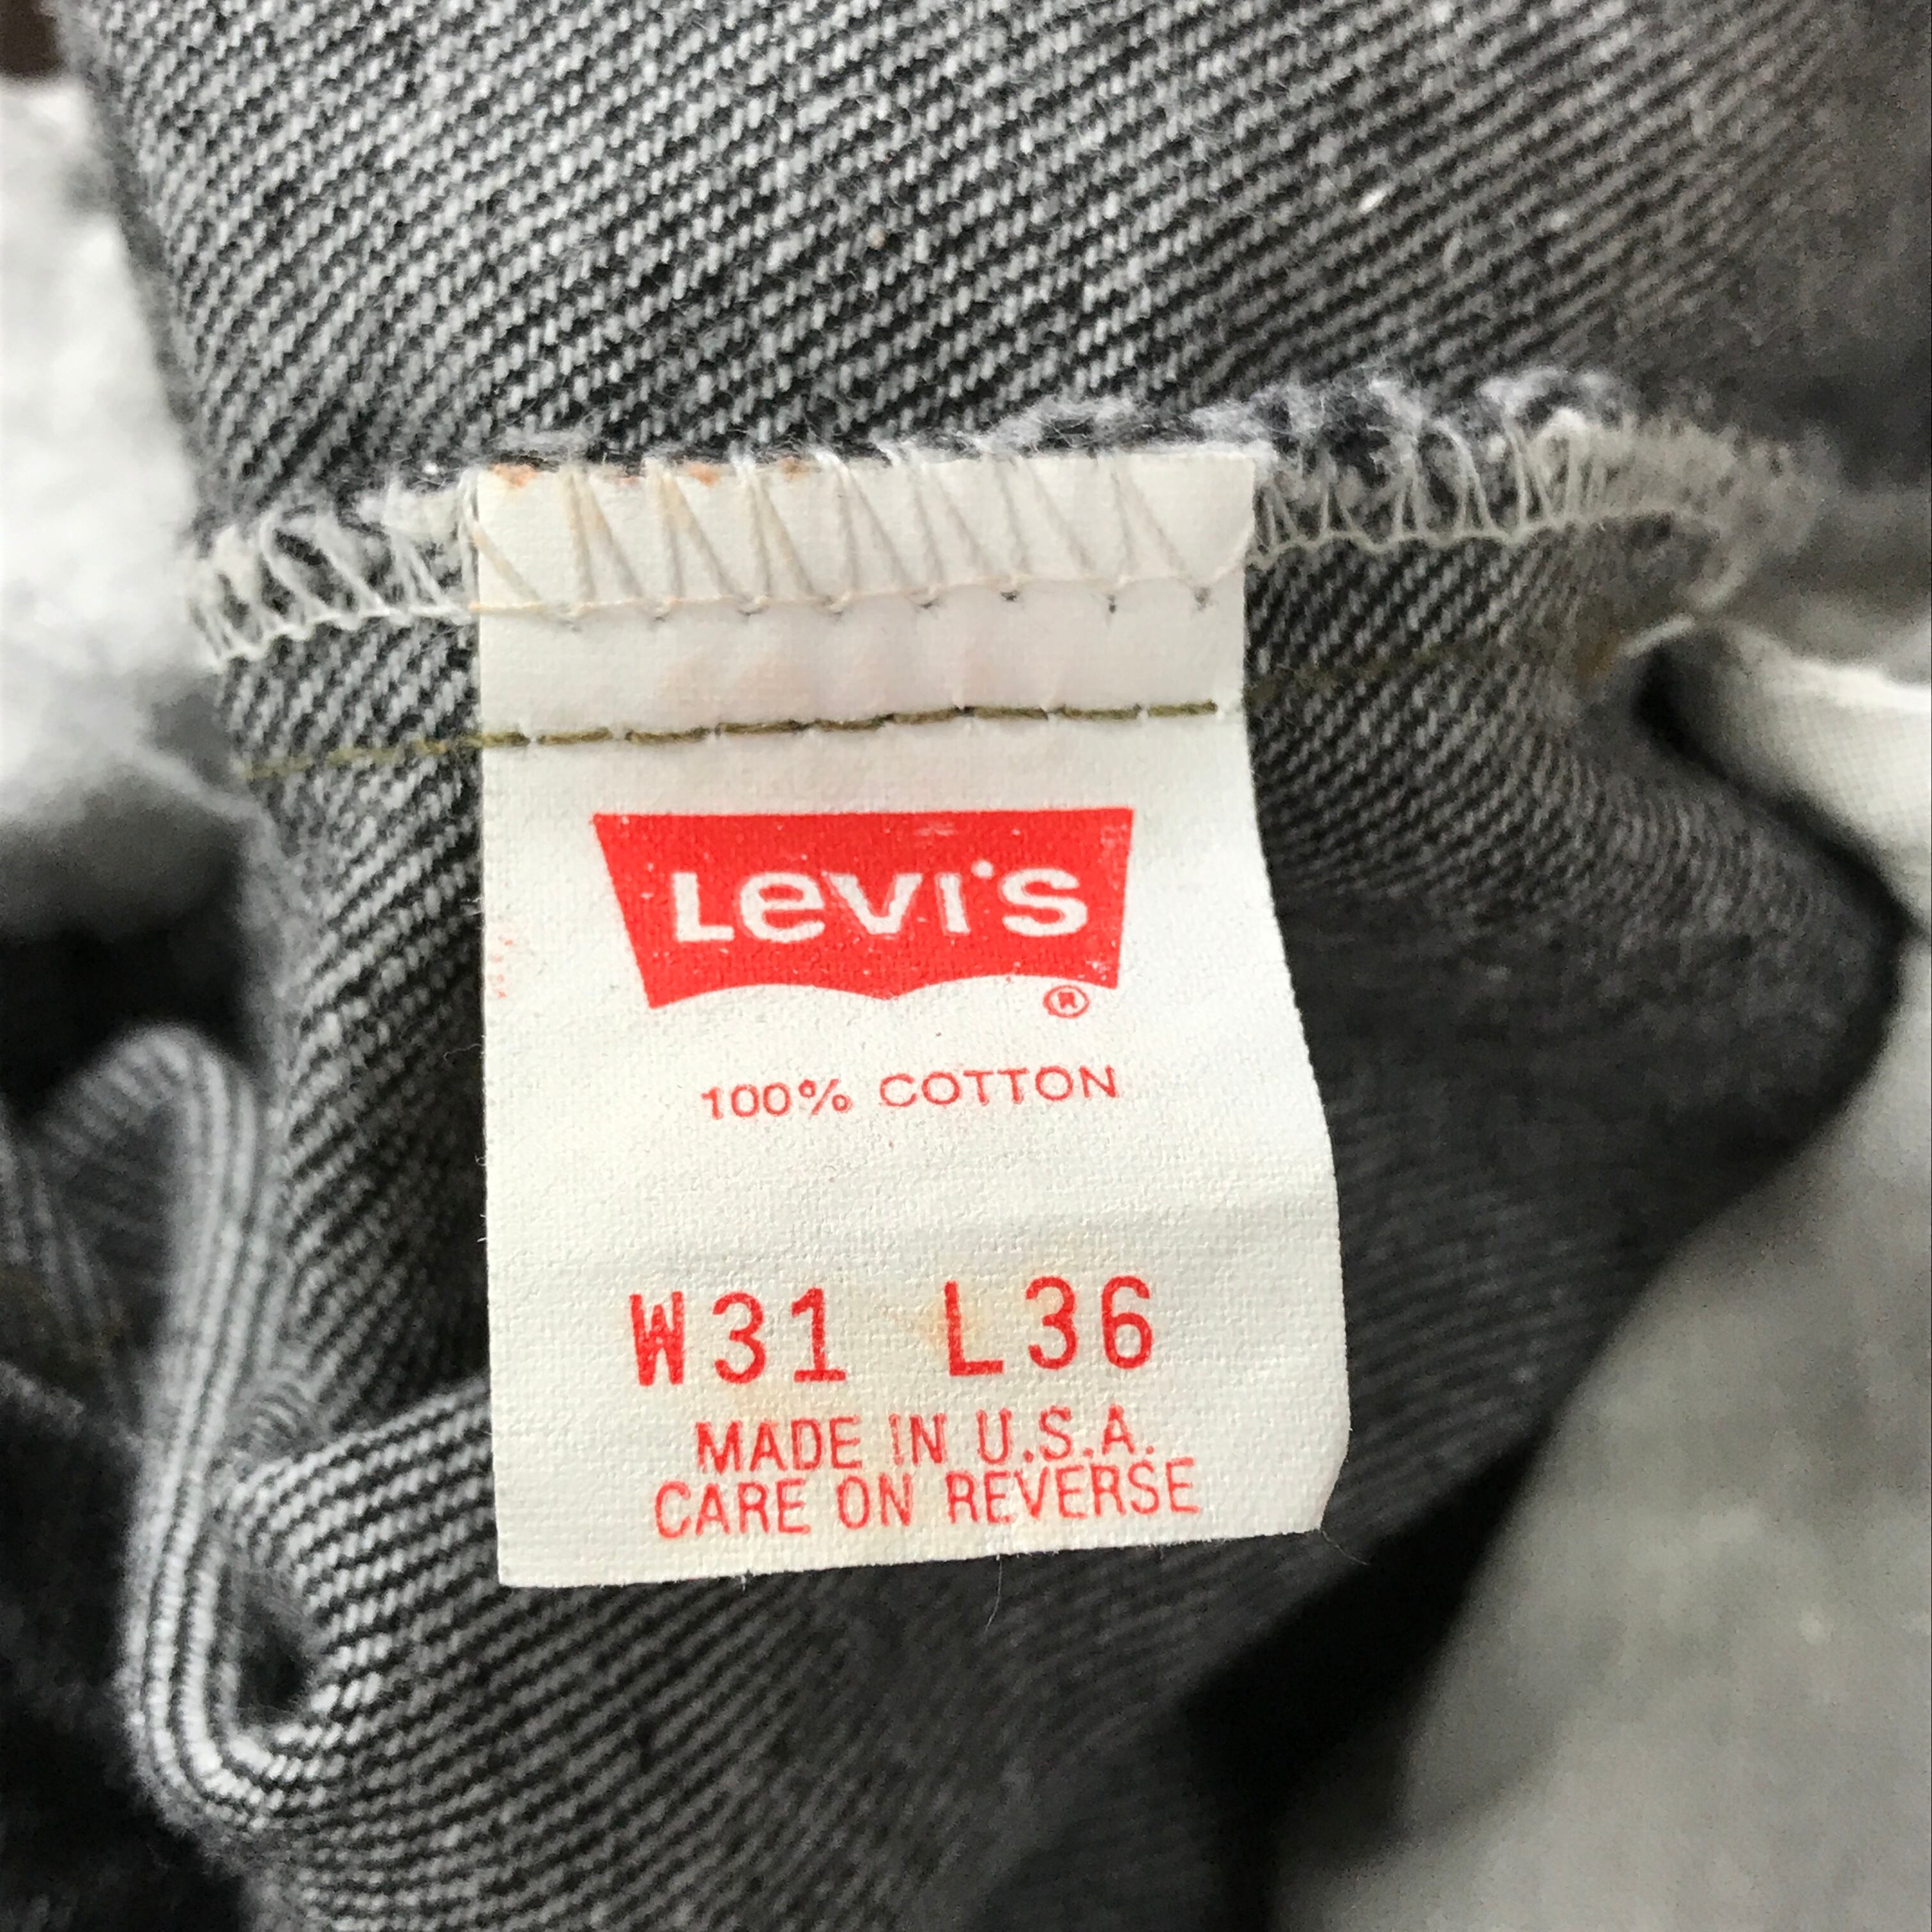 Levi's
®
100% COTTON
W31 L36
MADE IN U.S.A.
CARE ON REVERSE